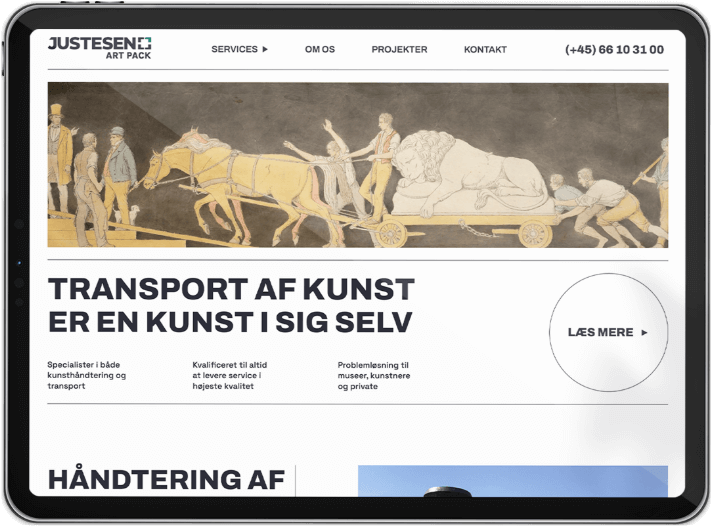 JUSTESEN
ART PACK
SERVICES
OM OS
PROJEKTER
KONTAKT
(+45) 66 10 31 00
TRANSPORT AF KUNST
ER EN KUNST I SIG SELV
LÆS MERE
Specialister i både
kunsthåndtering og
transport
Kvalificeret til altid
at levere service i
højeste kvalitet
Problemløsning til
museer, kunstnere
og private
HÅNDTERING AF